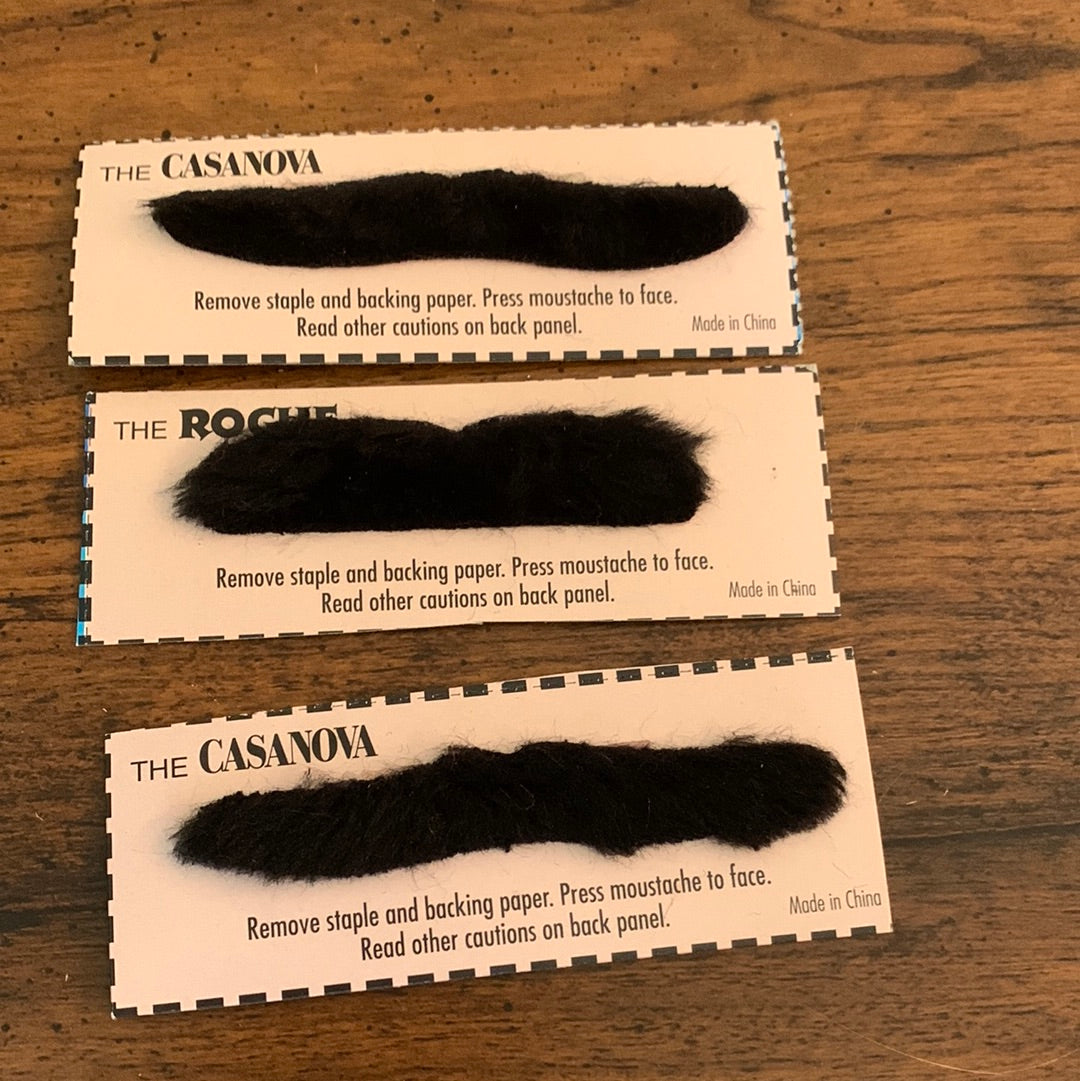 THE CASANOVA
Remove staple and backing paper. Press moustache to face.
Read other cautions on back panel.
Made in China
THE
Remove staple and backing paper. Press moustache to face.
Read other cautions on back panel.
Made in China
THE CASANOVA
Remove staple and backing paper. Press moustache to face.
Read other cautions on back panel.
Made in China